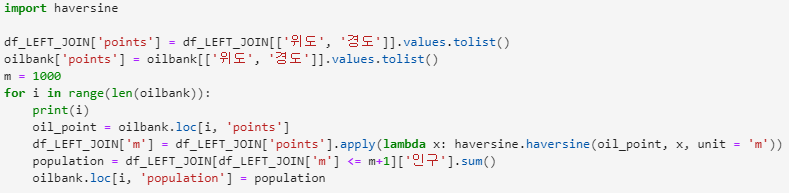 import haversine
df_LEFT_JOIN['points'] = df_LEFT_JOIN[['위도', '경도']].values.tolist()
oilbank['points'] = oilbank[['위도', '경도']].values.tolist()
m = 1000
for i in range(len(oilbank)):
    print(i)
    oil_point = oilbank.loc[i, 'points']
    df_LEFT_JOIN['m'] = df_LEFT_JOIN['points'].apply(lambda x: haversine.haversine(oil_point, x, unit = 'm'))
    population = df_LEFT_JOIN[df_LEFT_JOIN['m'] <= m+1]['인구'].sum()
    oilbank.loc[i, 'population'] = population